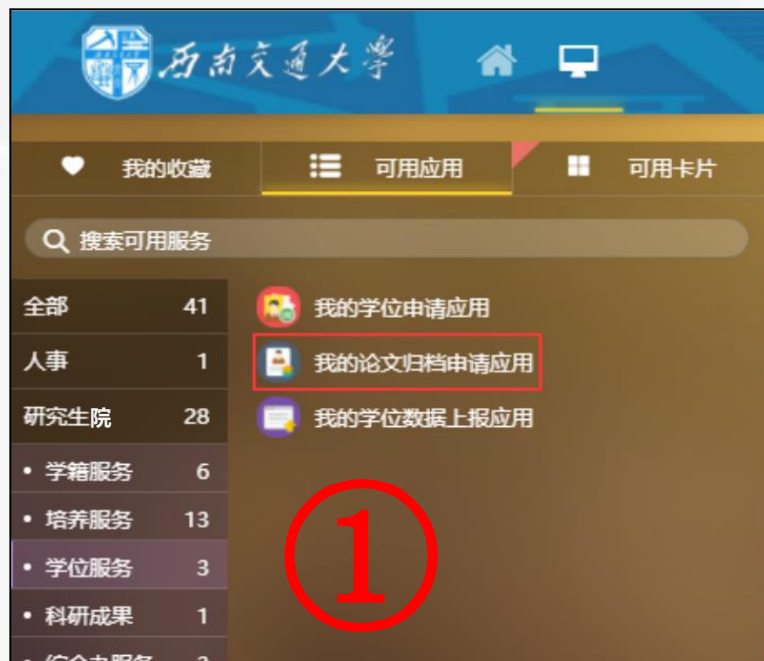 西南交通大學
我的收藏 可用应用 可用卡片
搜索可用服务
全部 41 我的学位申请应用
人事 1 我的论文归档申请应用
研究生院 28 我的学位数据上报应用
• 学籍服务 6
• 培养服务 13
• 学位服务 3
• 科研成果 1
①